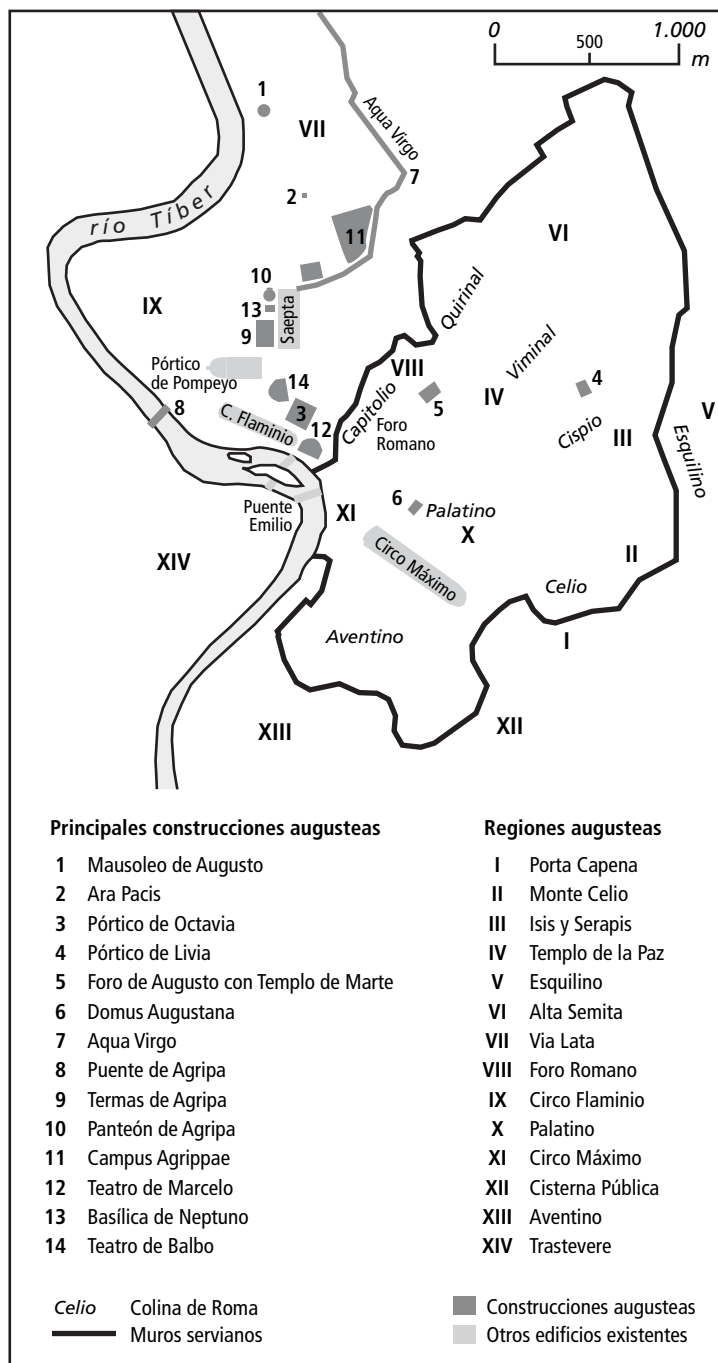 0
500
1.000
m
1
VII
Aqua Virgo
7
2
río Tíber
11
VI
10
IX
13
Saepta
Quirinal
9
Pórtico
de Pompeyo
VIII
Viminal
14
Capitolio
5
IV
4
V
8
3
C. Flaminio
12
Foro
Romano
Cispio
III
Esquilino
Puente
Emilio
XI
6
Palatino
X
XIV
Circo Máximo
II
Celio
Aventino
I
XIII
XII
Principales construcciones augusteas
1 Mausoleo de Augusto
2 Ara Pacis
3 Pórtico de Octavia
4 Pórtico de Livia
5 Foro de Augusto con Templo de Marte
6 Domus Augustana
7 Aqua Virgo
8 Puente de Agripa
9 Termas de Agripa
10 Panteón de Agripa
11 Campus Agrippae
12 Teatro de Marcelo
13 Basílica de Neptuno
14 Teatro de Balbo
Regiones augusteas
I Porta Capena
II Monte Celio
III Isis y Serapis
IV Templo de la Paz
V Esquilino
VI Alta Semita
VII Via Lata
VIII Foro Romano
IX Circo Flaminio
X Palatino
XI Circo Máximo
XII Cisterna Pública
XIII Aventino
XIV Trastevere
Celio Colina de Roma
Muros servianos
Construcciones augusteas
Otros edificios existentes